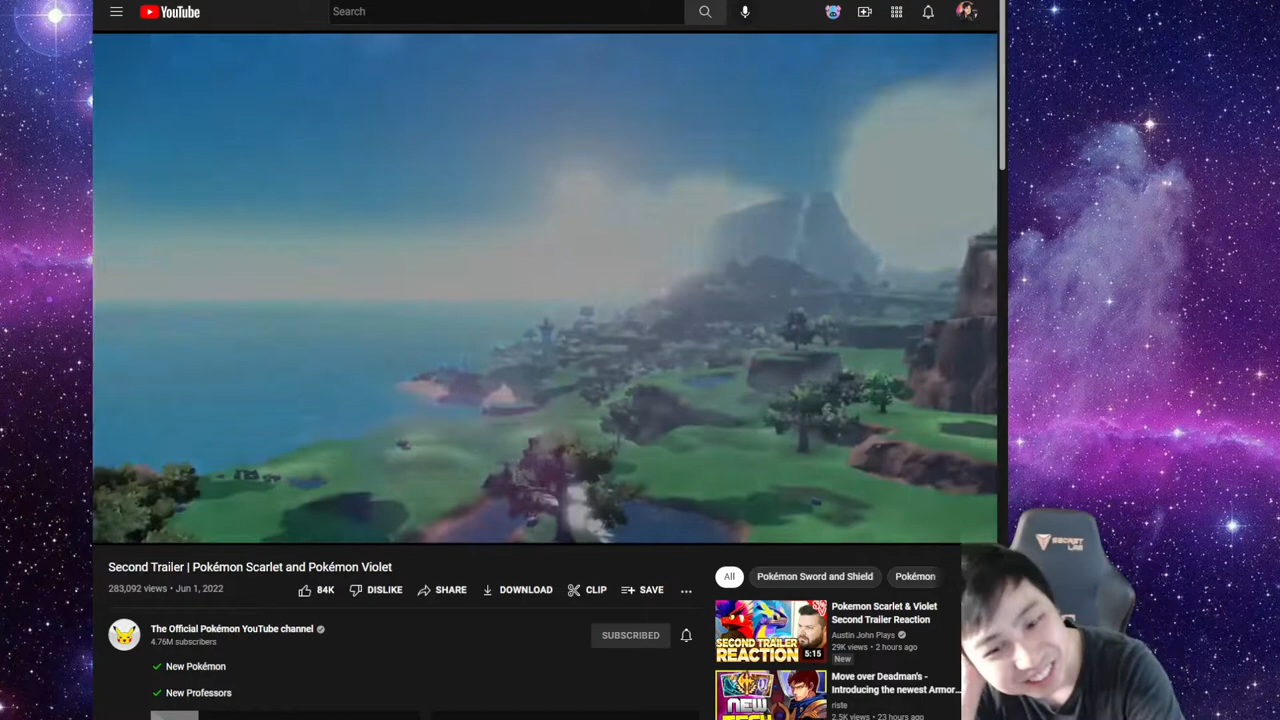 YouTube
Search
Second Trailer | Pokémon Scarlet and Pokémon Violet
283,092 views • Jun 1, 2022
84K
DISLIKE
SHARE
DOWNLOAD
CLIP
SAVE
The Official Pokémon YouTube channel
4.76M subscribers
SUBSCRIBED
New Pokémon
New Professors
All
Pokémon Sword and Shield
Pokémon
SECOND TRAILER
REACTION
5:15
Pokemon Scarlet & Violet
Second Trailer Reaction
Austin John Plays
29K views • 2 hours ago
New
NEW
Move over Deadman's -
Introducing the newest Armor...
riste
2.5K views • 23 hours ago
SECRET
LAB